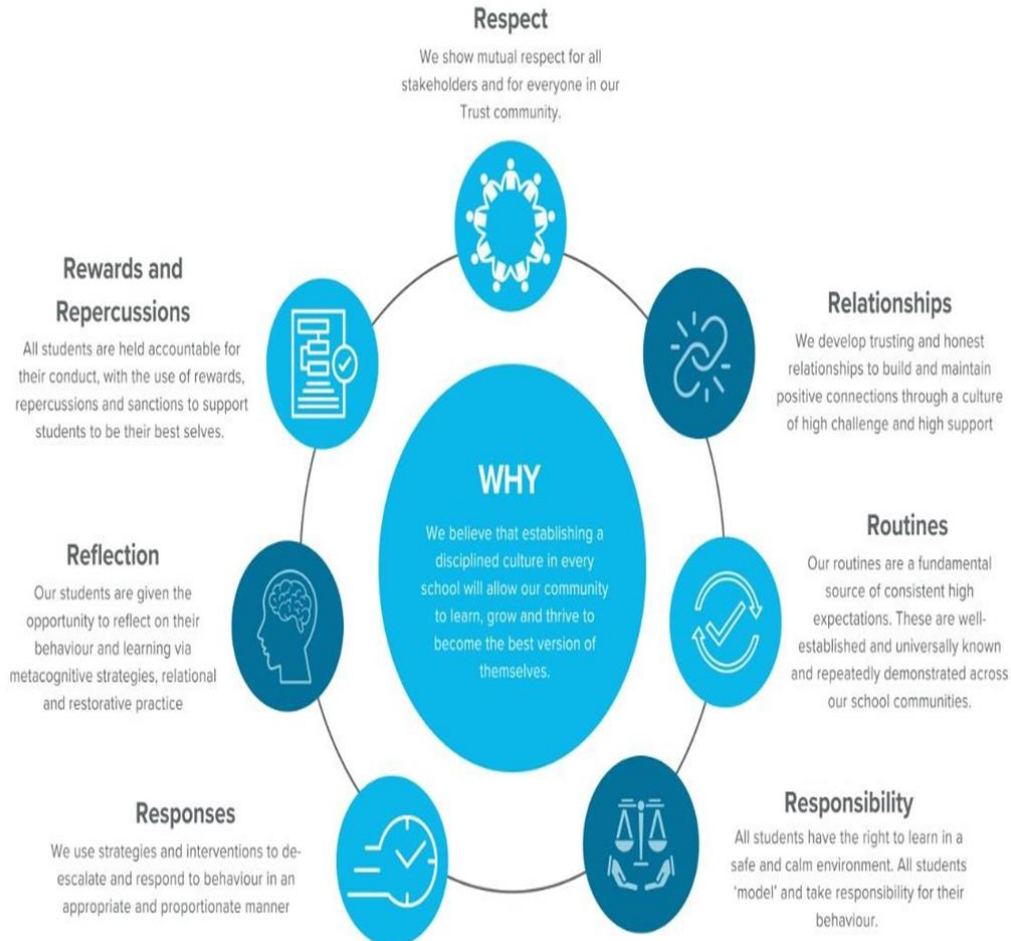 Respect
We show mutual respect for all
stakeholders and for everyone in our
Trust community.
Relationships
We develop trusting and honest
relationships to build and maintain
positive connections through a culture
of high challenge and high support
Routines
Our routines are a fundamental
source of consistent high
expectations. These are well-
established and universally known
and repeatedly demonstrated across
our school communities.
Responsibility
All students have the right to learn in a
safe and calm environment. All students
‘model’ and take responsibility for their
behaviour.
Responses
We use strategies and interventions to de-
escalate and respond to behaviour in an
appropriate and proportionate manner
Reflection
Our students are given the
opportunity to reflect on their
behaviour and learning via
metacognitive strategies, relational
and restorative practice
Rewards and
Repercussions
All students are held accountable for
their conduct, with the use of rewards,
repercussions and sanctions to support
students to be their best selves.
WHY
We believe that establishing a
disciplined culture in every
school will allow our community
to learn, grow and thrive to
become the best version of
themselves.